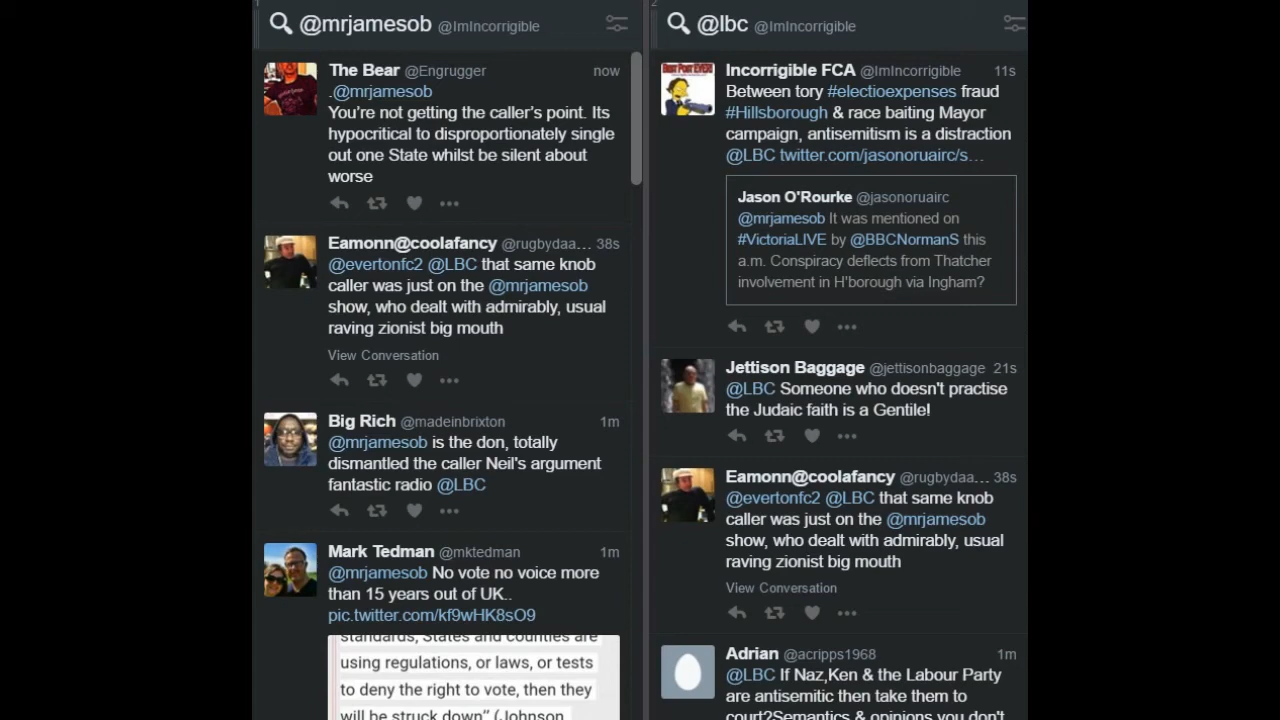 1
@mrjamesob @ImIncorrigible
The Bear @Engrugger now
.@mrjamesob
You're not getting the caller's point. Its
hypocritical to disproportionately single
out one State whilst be silent about
worse
Eamonn@coolafancy @rugbydaa... 38s
@evertonfc2 @LBC that same knob
caller was just on the @mrjamesob
show, who dealt with admirably, usual
raving zionist big mouth
View Conversation
Big Rich @madeinbrixton 1m
@mrjamesob is the don, totally
dismantled the caller Neil's argument
fantastic radio @LBC
Mark Tedman @mktedman 1m
@mrjamesob No vote no voice more
than 15 years out of UK..
pic.twitter.com/kf9wHK8sO9
standards, States and counties are
using regulations, or laws, or tests
to deny the right to vote, then they
will be struck down" (Johnson
2
@lbc @ImIncorrigible
BEST POST EVER!
Incorrigible FCA @ImIncorrigible 11s
Between tory #electioexpenses fraud
#Hillsborough & race baiting Mayor
campaign, antisemitism is a distraction
@LBC twitter.com/jasonoruairc/s…
Jason O'Rourke @jasonoruairc
@mrjamesob It was mentioned on
#VictoriaLIVE by @BBCNormanS this
a.m. Conspiracy deflects from Thatcher
involvement in H'borough via Ingham?
Jettison Baggage @jettisonbaggage 21s
@LBC Someone who doesn't practise
the Judaic faith is a Gentile!
Eamonn@coolafancy @rugbydaa... 38s
@evertonfc2 @LBC that same knob
caller was just on the @mrjamesob
show, who dealt with admirably, usual
raving zionist big mouth
View Conversation
Adrian @acripps1968 1m
@LBC If Naz,Ken & the Labour Party
are antisemitic then take them to
court?Semantics & opinions you don't